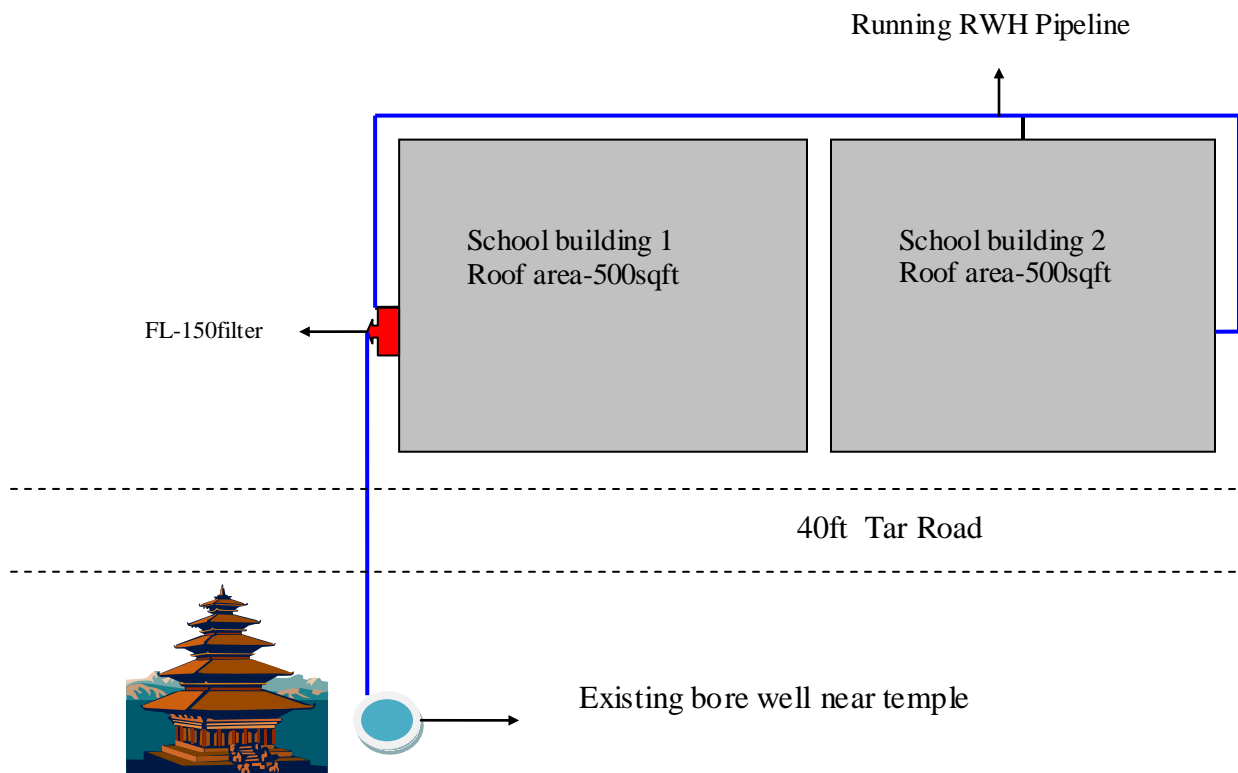 Running RWH Pipeline
School building 1
Roof area-500sqft
School building 2
Roof area-500sqft
FL-150filter
40ft Tar Road
Existing bore well near temple